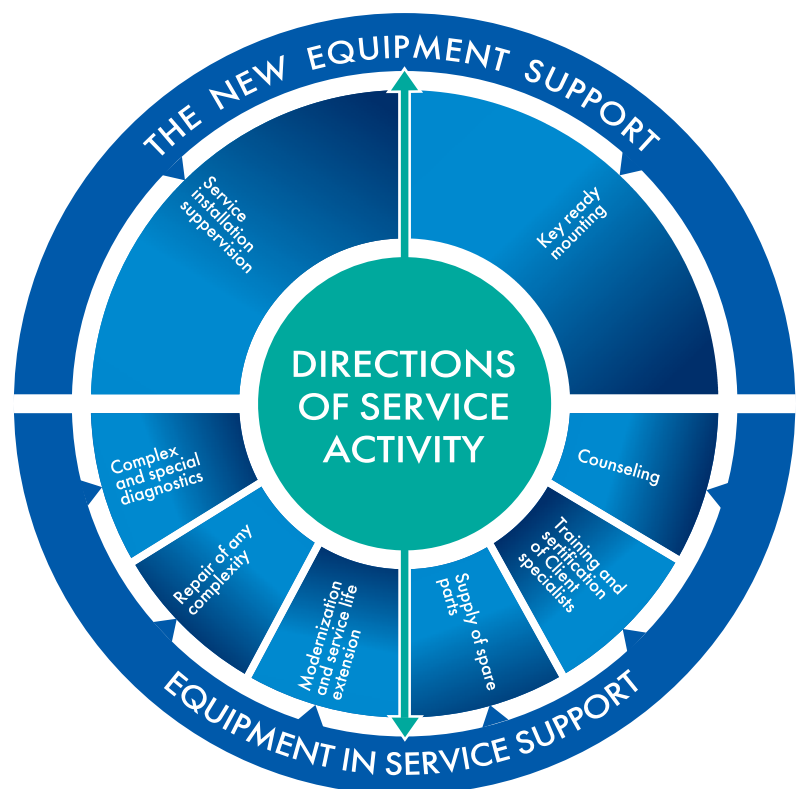 THE NEW EQUIPMENT SUPPORT
Service
installation
suppervision
Key ready
mounting
DIRECTIONS
OF SERVICE
ACTIVITY
Complex
and special
diagnostics
Repair of any
complexity
Modernization
and service life
extension
Supply of spare
parts
Training and
sertification
of Client
specialists
Counseling
EQUIPMENT IN SERVICE SUPPORT